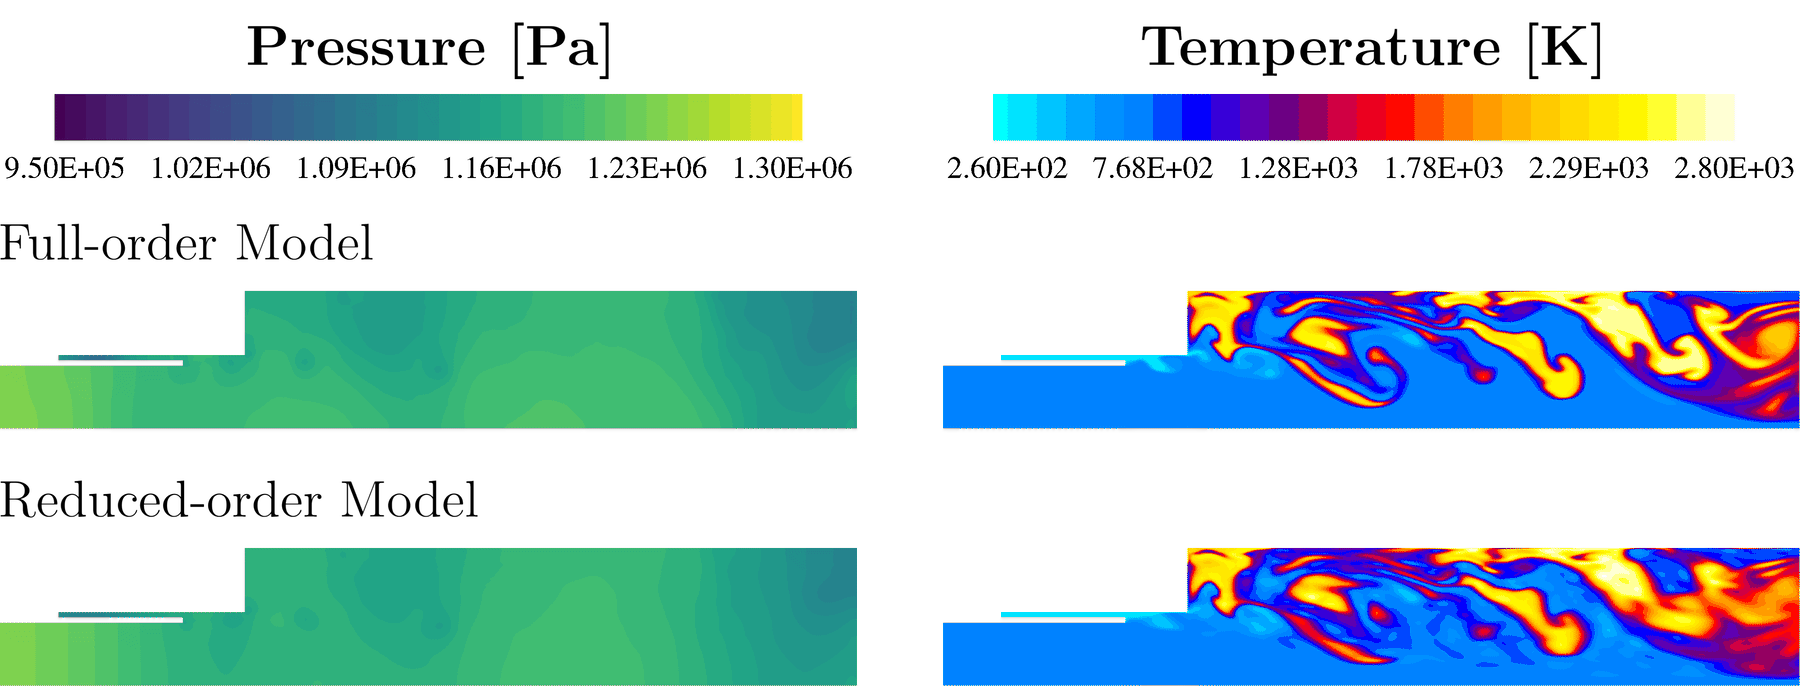 Pressure [Pa]
9.50E+05 1.02E+06 1.09E+06 1.16E+06 1.23E+06 1.30E+06
Temperature [K]
2.60E+02 7.68E+02 1.28E+03 1.78E+03 2.29E+03 2.80E+03
Full-order Model
Reduced-order Model